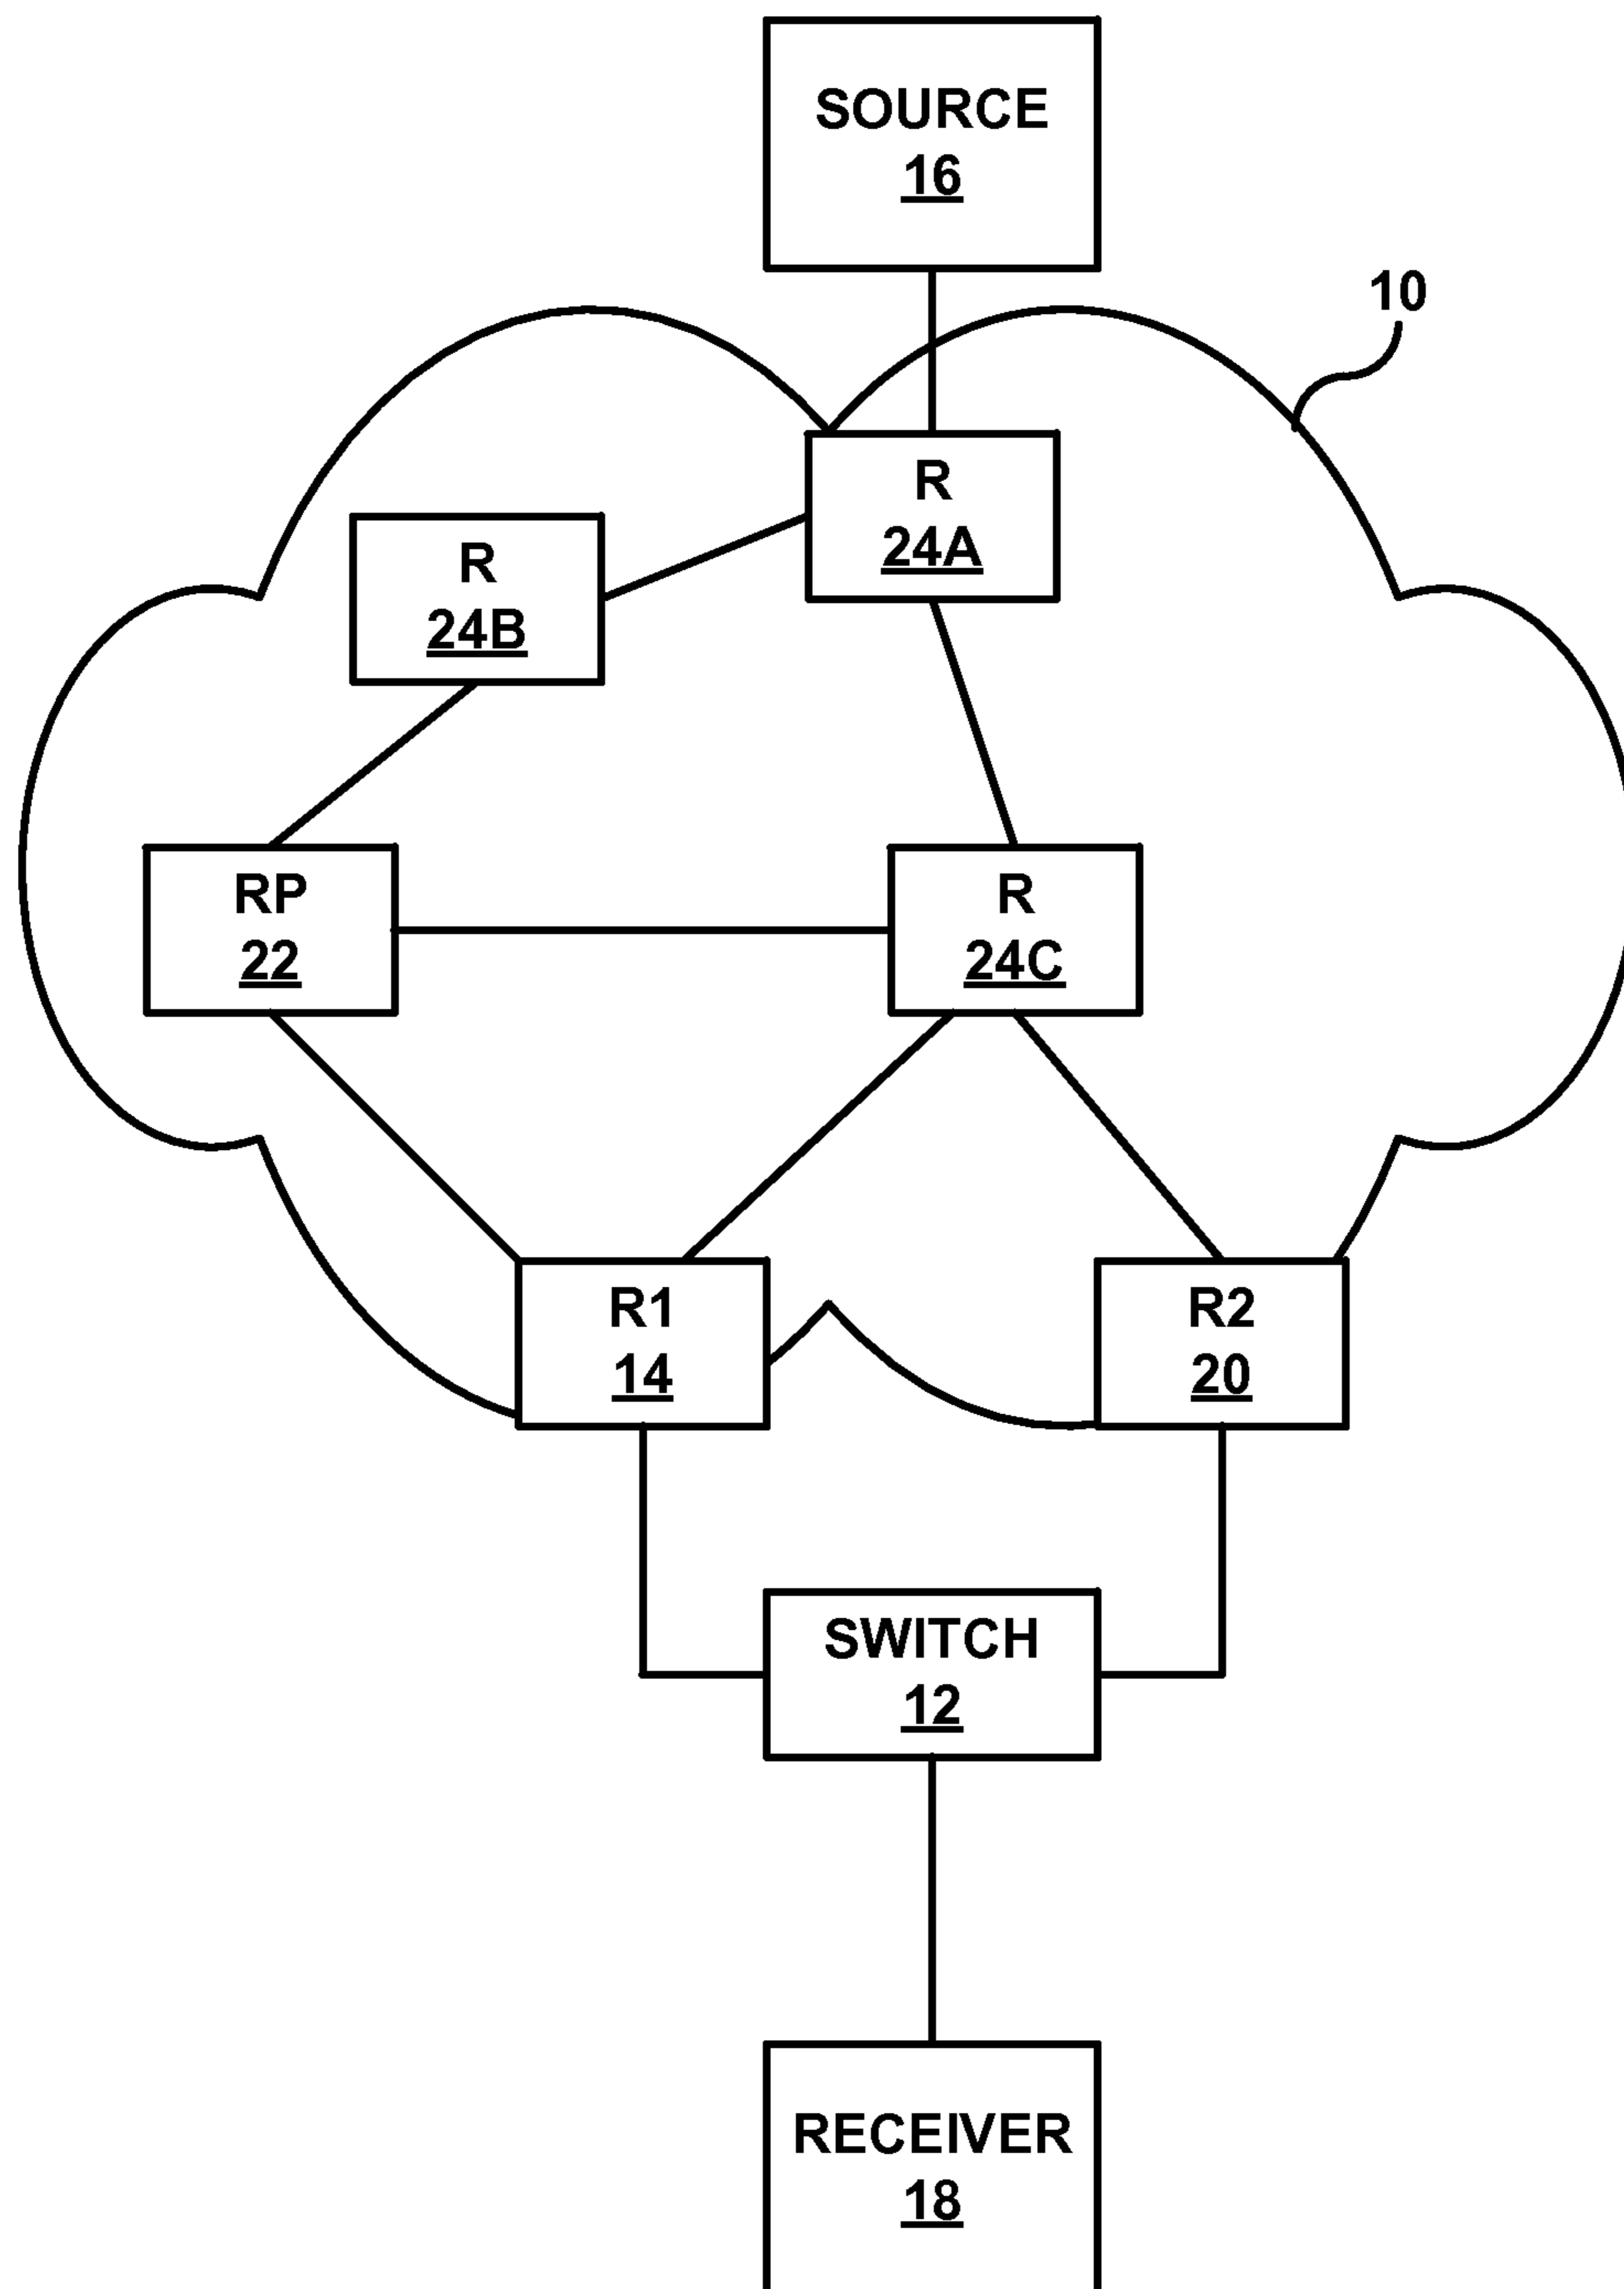 SOURCE
16
10
R
24A
R
24B
RP
22
R
24C
R1
14
R2
20
SWITCH
12
RECEIVER
18